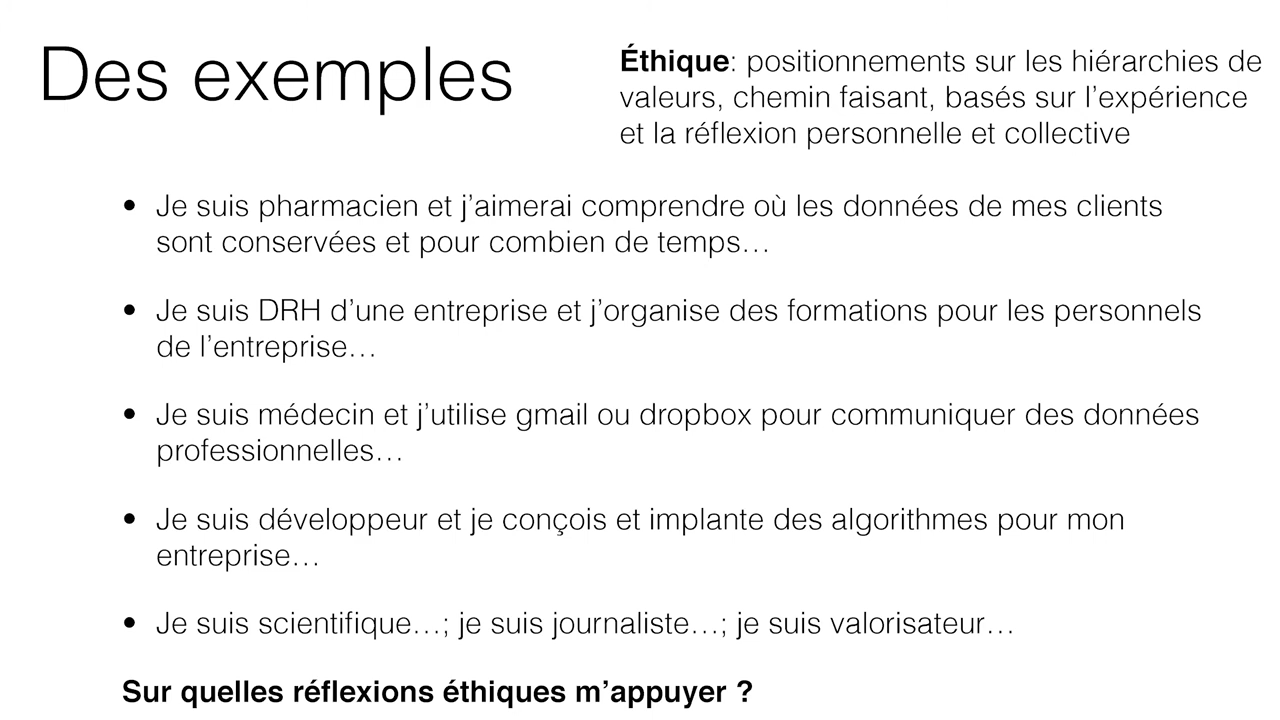 Des exemples
Éthique: positionnements sur les hiérarchies de
valeurs, chemin faisant, basés sur l’expérience
et la réflexion personnelle et collective
• Je suis pharmacien et j’aimerai comprendre où les données de mes clients
sont conservées et pour combien de temps…
• Je suis DRH d’une entreprise et j’organise des formations pour les personnels
de l’entreprise…
• Je suis médecin et j’utilise gmail ou dropbox pour communiquer des données
professionnelles…
• Je suis développeur et je conçois et implante des algorithmes pour mon
entreprise…
• Je suis scientifique…; je suis journaliste…; je suis valorisateur…
Sur quelles réflexions éthiques m’appuyer ?